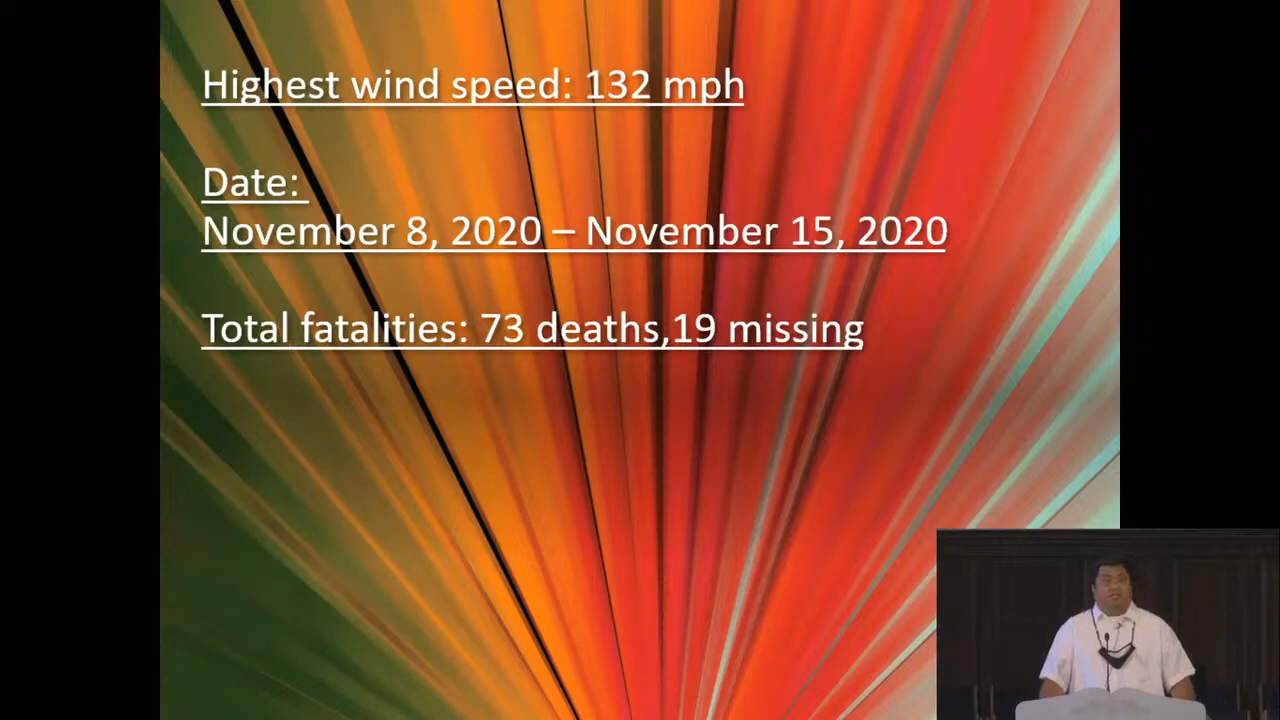 Highest wind speed: 132 mph
Date:
November 8, 2020 – November 15, 2020
Total fatalities: 73 deaths,19 missing